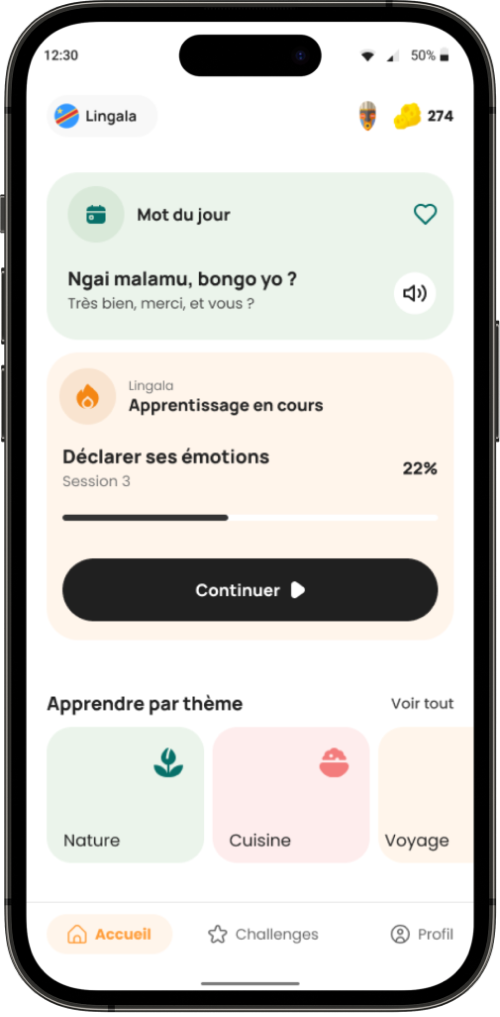 12:30
50%
Lingala
274
Mot du jour
Ngai malamu, bongo yo ?
Très bien, merci, et vous ?
Lingala
Apprentissage en cours
Déclarer ses émotions
22%
Session 3
Continuer
Apprendre par thème
Voir tout
Nature
Cuisine
Voyage
Accueil
Challenges
Profil